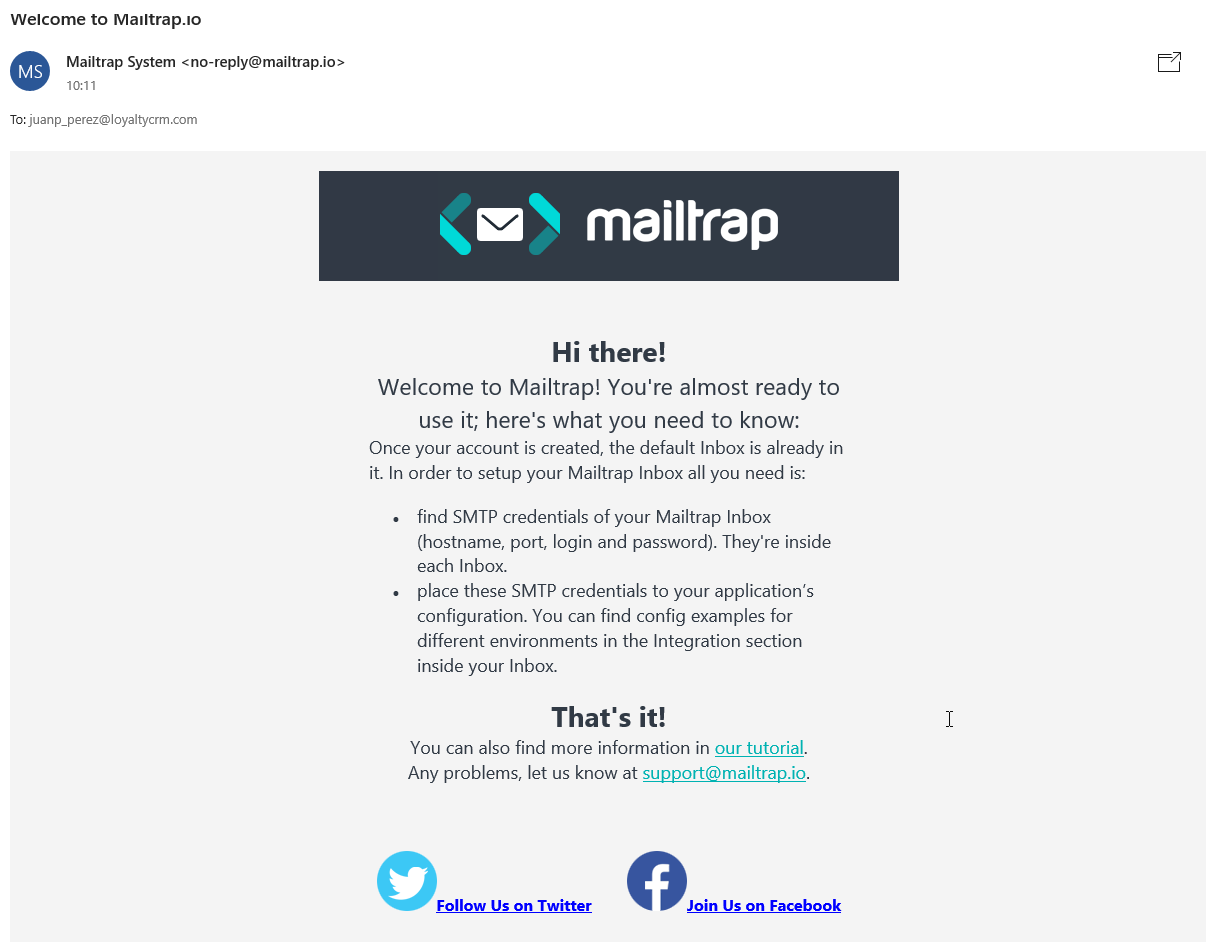 Welcome to Mailtrap.io
MS
Mailtrap System <no-reply@mailtrap.io>
10:11
To: juanp_perez@loyaltycrm.com
mailtrap
Hi there!
Welcome to Mailtrap! You're almost ready to
use it; here's what you need to know:
Once your account is created, the default Inbox is already in
it. In order to setup your Mailtrap Inbox all you need is:
• find SMTP credentials of your Mailtrap Inbox
(hostname, port, login and password). They're inside
each Inbox.
• place these SMTP credentials to your application’s
configuration. You can find config examples for
different environments in the Integration section
inside your Inbox.
That's it!
You can also find more information in our tutorial.
Any problems, let us know at support@mailtrap.io.
Follow Us on Twitter
Join Us on Facebook